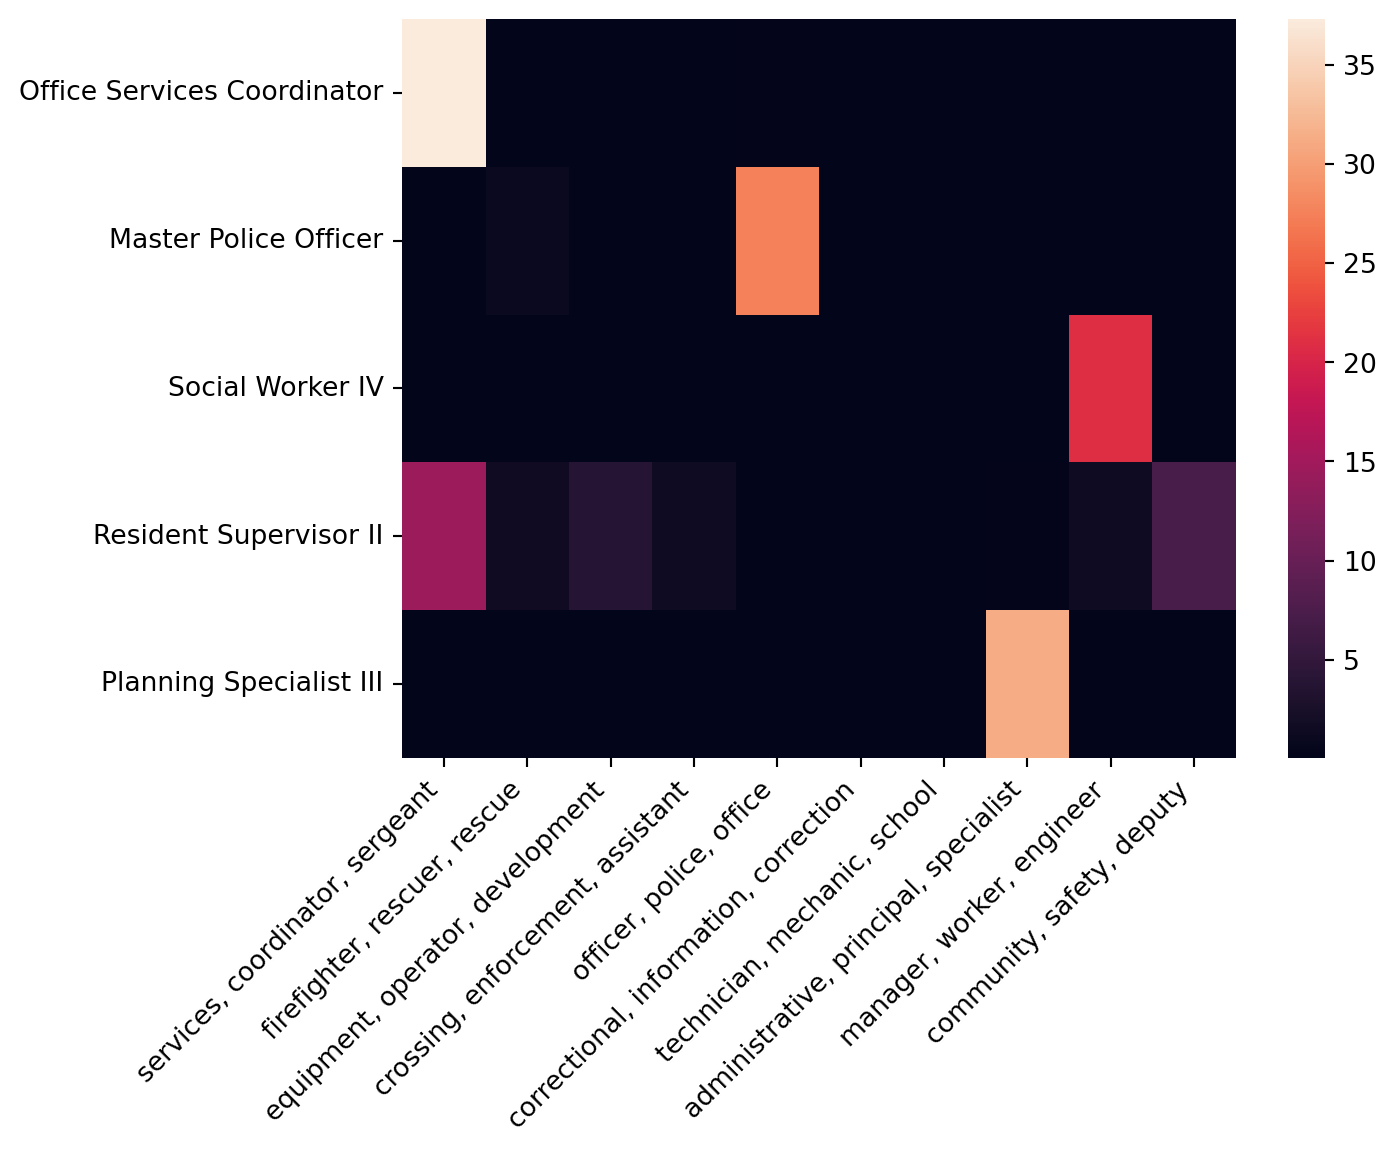 Office Services Coordinator
Master Police Officer
Social Worker IV
Resident Supervisor II
Planning Specialist III
services, coordinator, sergeant
firefighter, rescuer, rescue
equipment, operator, development
crossing, enforcement, assistant
officer, police, office
correctional, information, correction
technician, mechanic, school
administrative, principal, specialist
manager, worker, engineer
community, safety, deputy
35
30
25
20
15
10
5